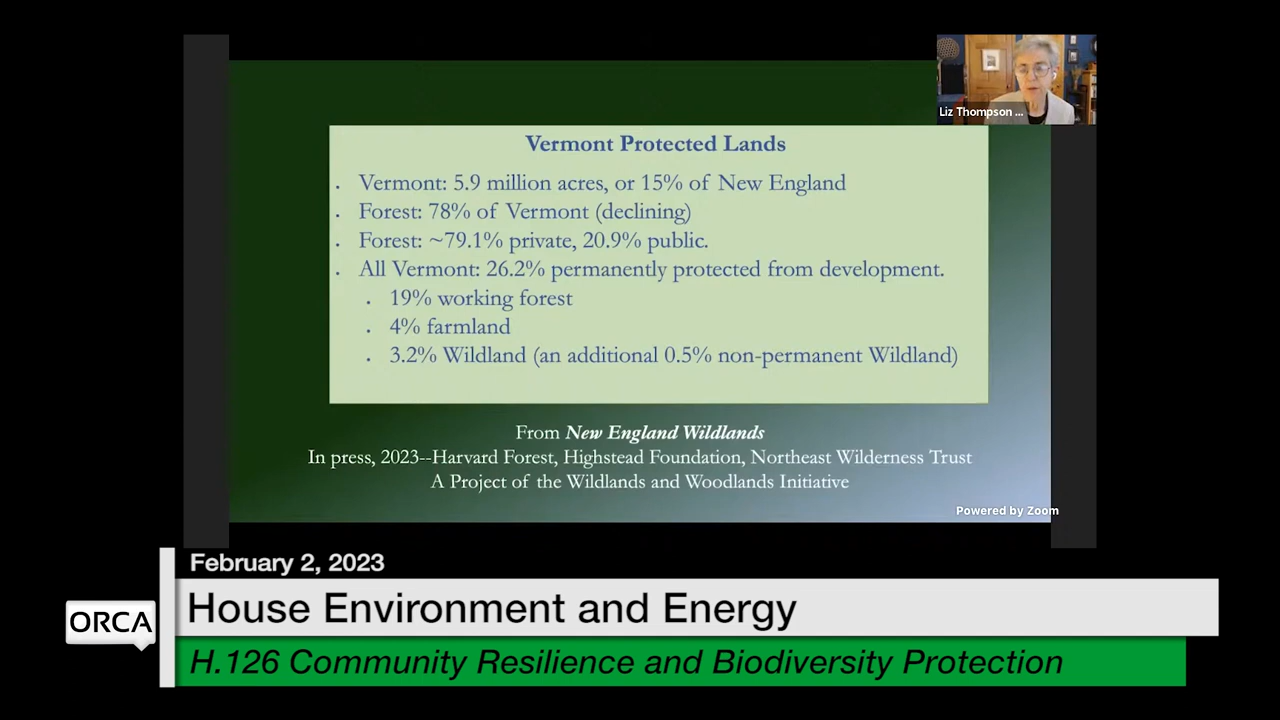 Liz Thompson ...
Vermont Protected Lands
. Vermont: 5.9 million acres, or 15% of New England
. Forest: 78% of Vermont (declining)
. Forest: ~79.1% private, 20.9% public.
. All Vermont: 26.2% permanently protected from development.
. 19% working forest
. 4% farmland
. 3.2% Wildland (an additional 0.5% non-permanent Wildland)
From New England Wildlands
In press, 2023--Harvard Forest, Highstead Foundation, Northeast Wilderness Trust
A Project of the Wildlands and Woodlands Initiative
Powered by Zoom
February 2, 2023
ORCA
House Environment and Energy
H.126 Community Resilience and Biodiversity Protection